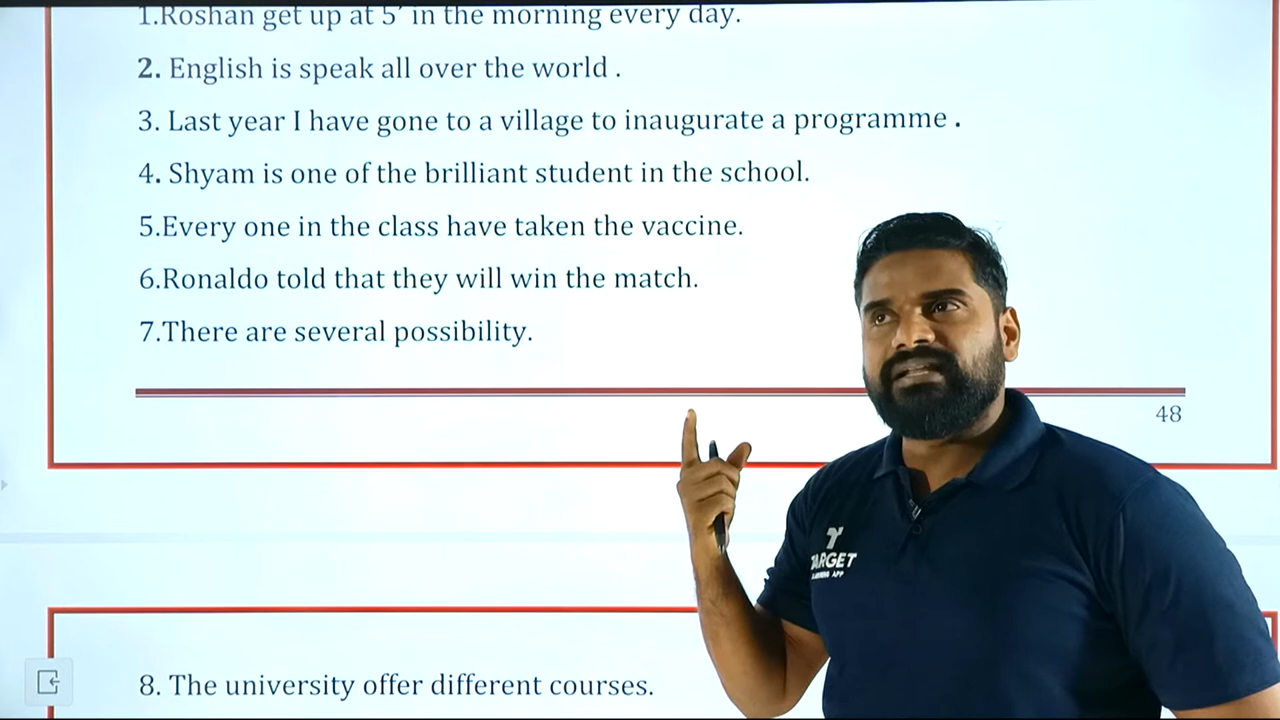 1.Roshan get up at 5’ in the morning every day.
2. English is speak all over the world .
3. Last year I have gone to a village to inaugurate a programme .
4. Shyam is one of the brilliant student in the school.
5.Every one in the class have taken the vaccine.
6.Ronaldo told that they will win the match.
7.There are several possibility.
48
TARGET
APP
8. The university offer different courses.